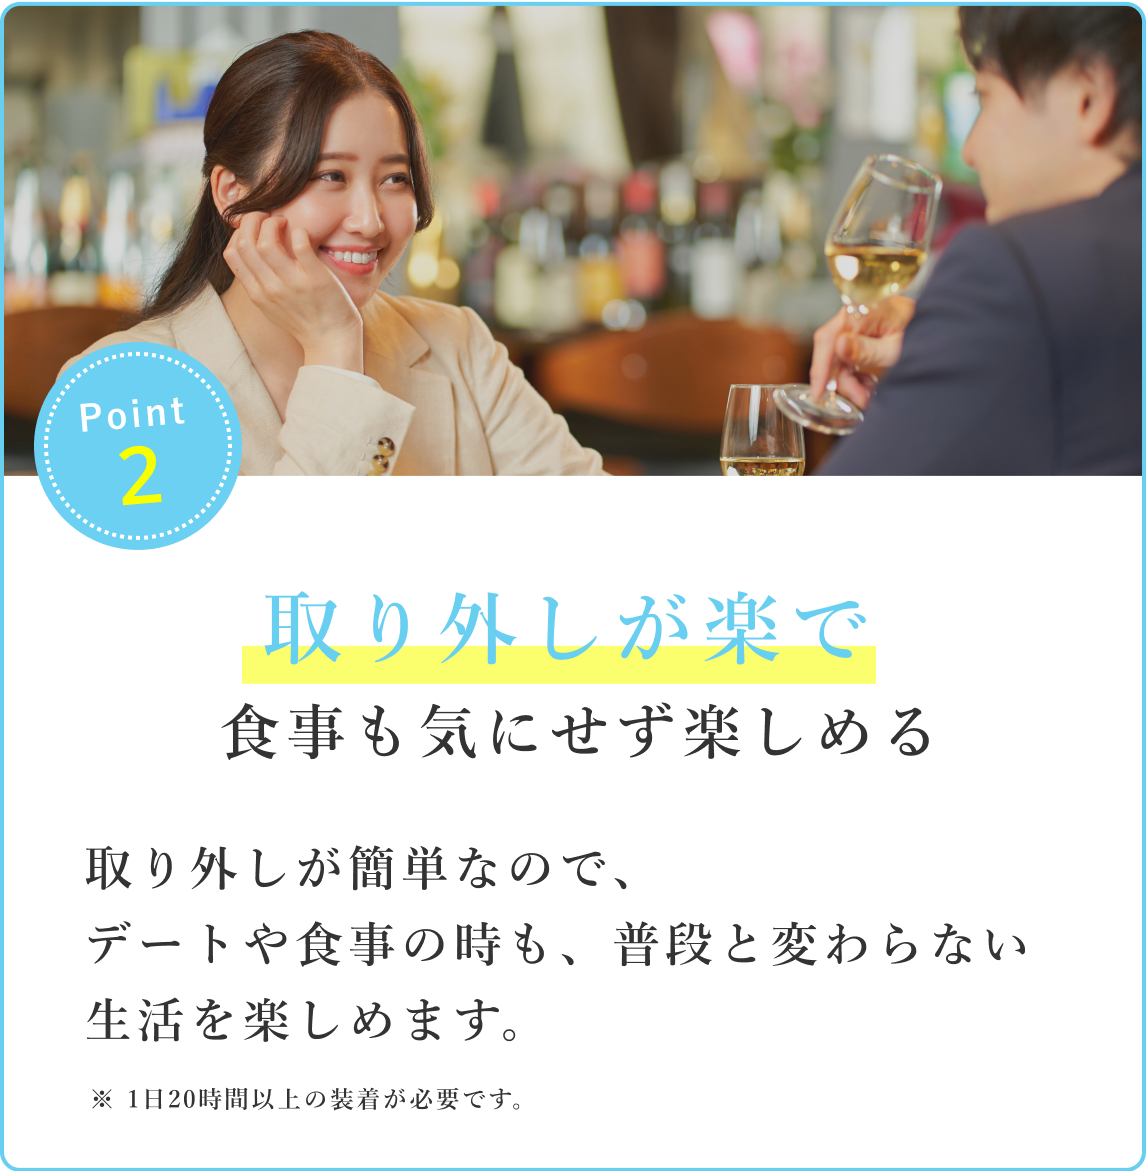 Point
2
取り外しが楽で
食事も気にせず楽しめる
取り外しが簡単なので、
デートや食事の時も、普段と変わらない
生活を楽しめます。
※ 1日20時間以上の装着が必要です。